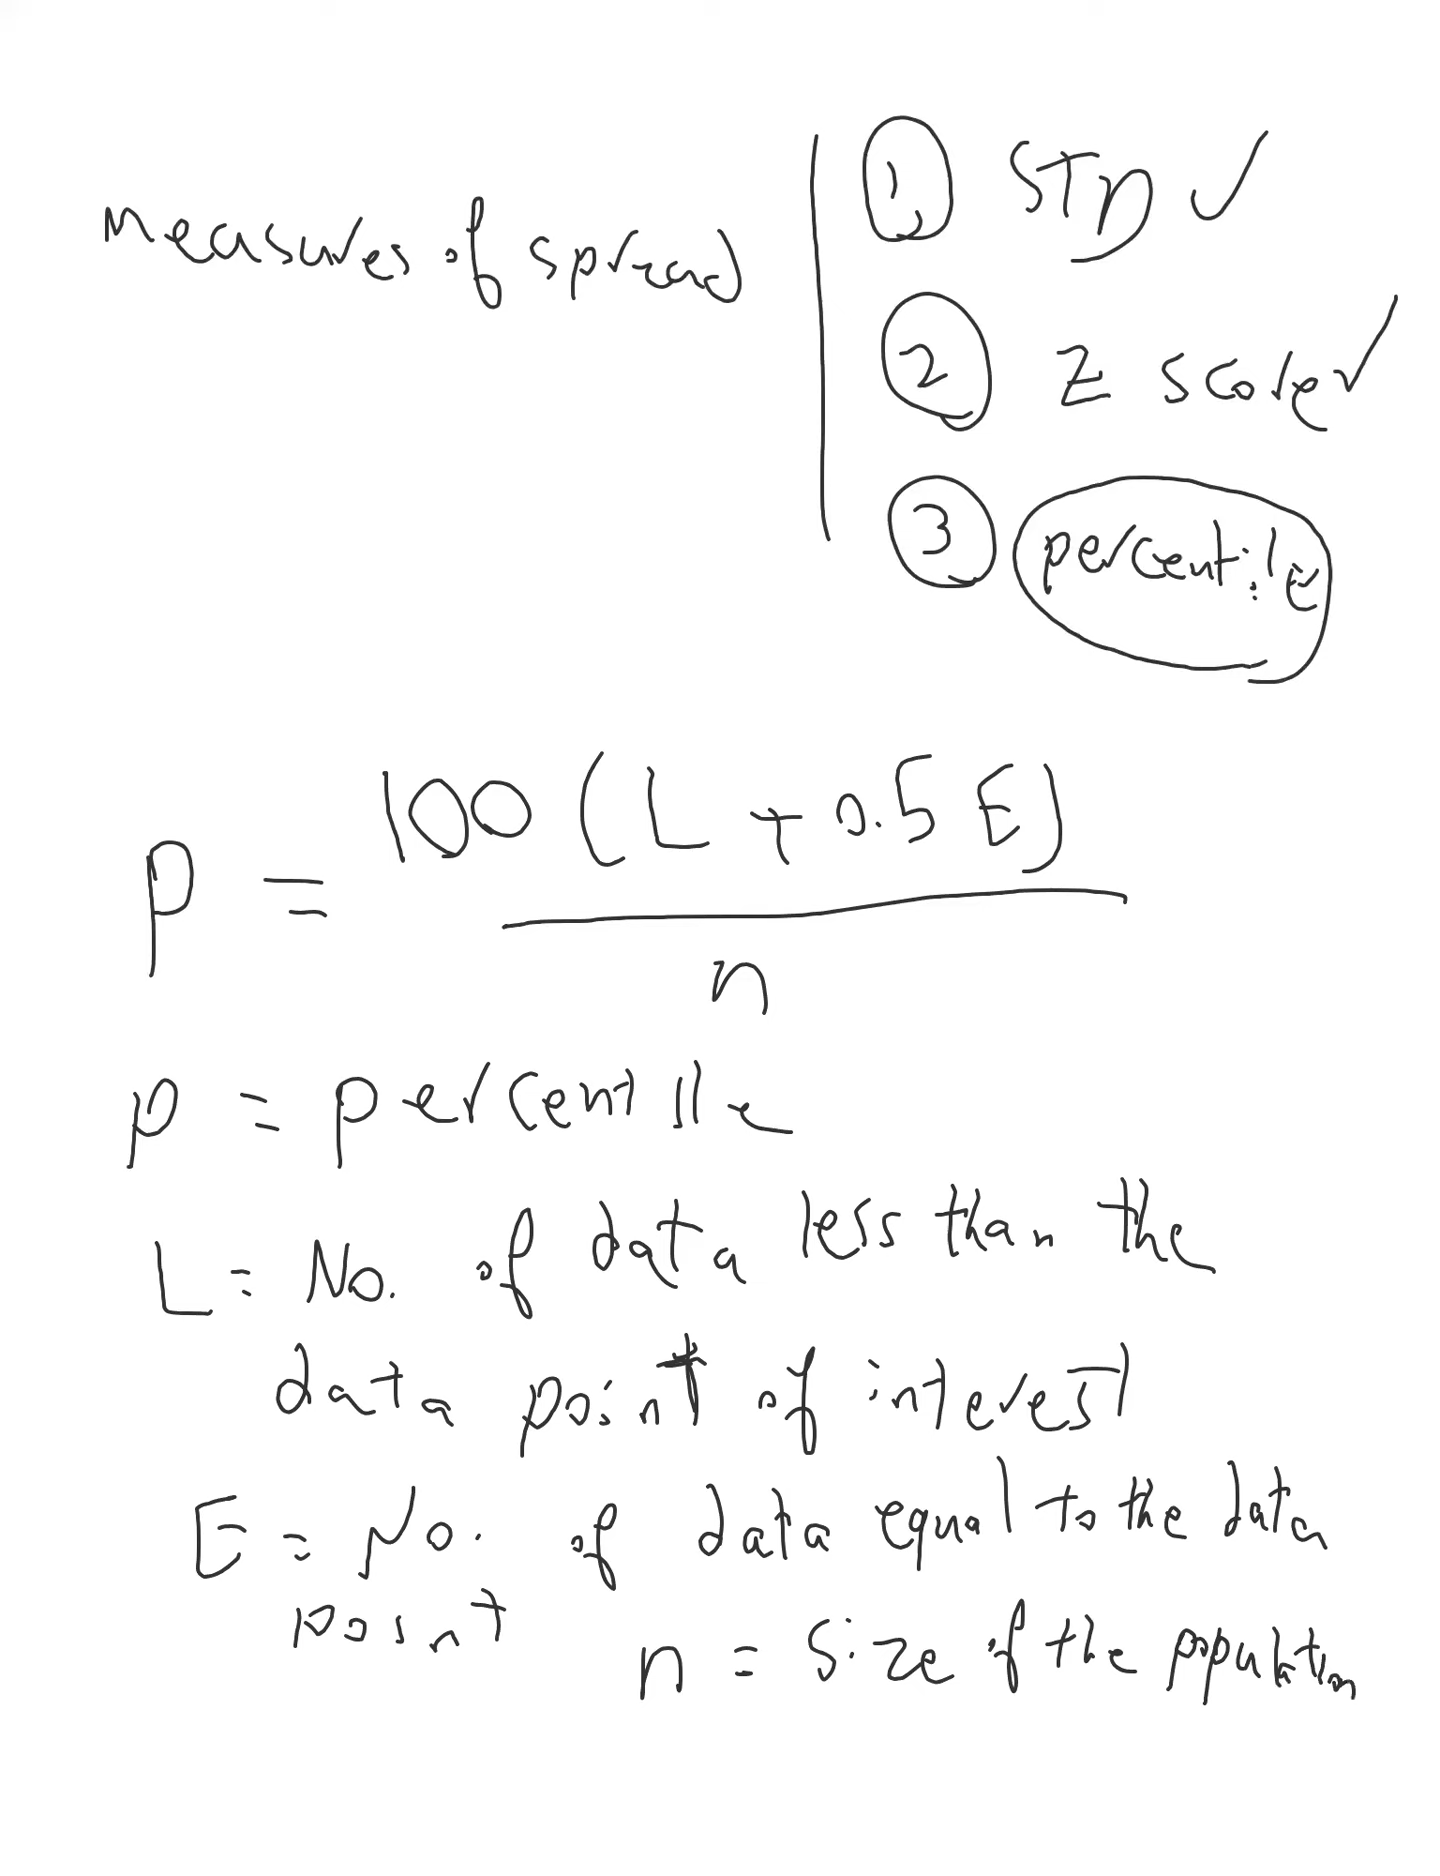 measures of spread
1 STD ✓
2 Z score ✓
3 percentile
P = 100 (L + 0.5 E) / n
p = percentile
L = No. of data less than the
data point of interest
E = No. of data equal to the data
point
n = size of the population